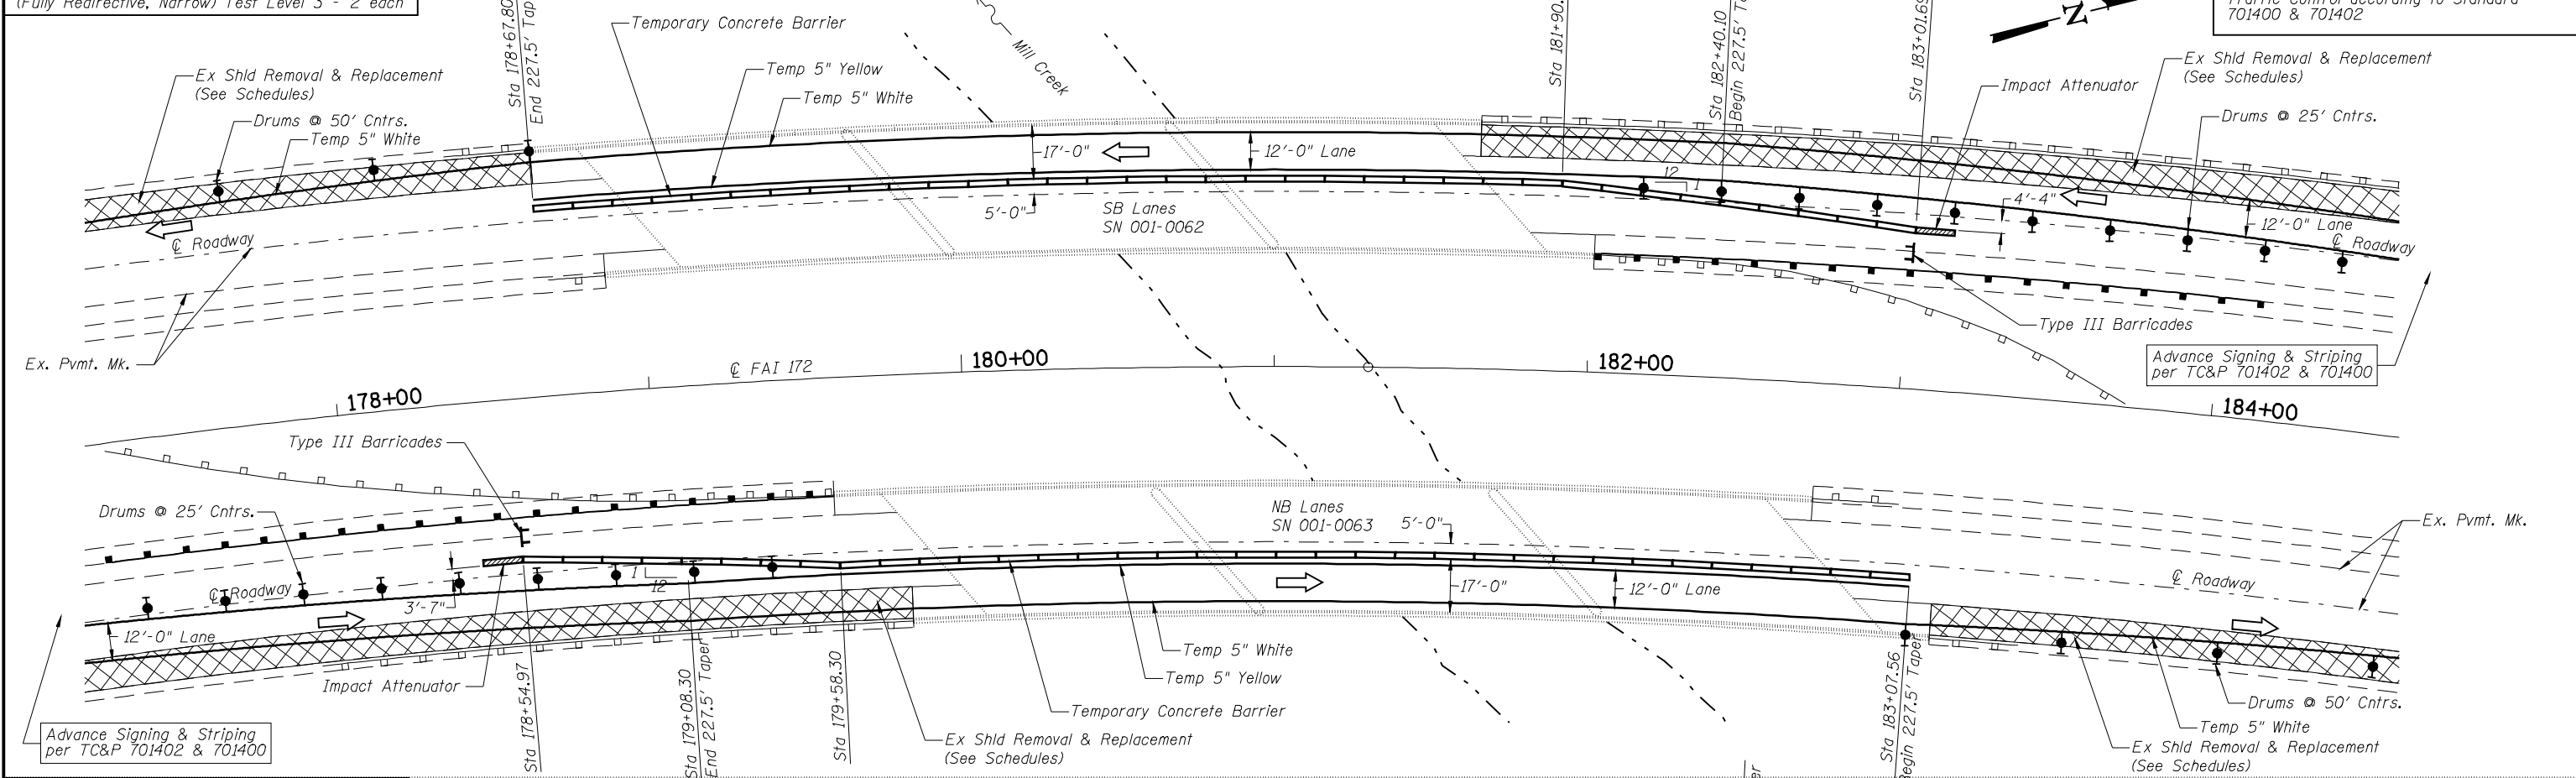 (Fully Redirective, Narrow) Test Level 3 - 2 each
701400 & 701402
N
Sta 178+67.80
End 227.5' Tap
Temporary Concrete Barrier
Mill Creek
Sta 181+90.
Sta 182+40.10
Begin 227.5' Ta
Sta 183+01.69
Ex Shld Removal & Replacement
(See Schedules)
Temp 5" Yellow
Temp 5" White
Drums @ 50' Cntrs.
Temp 5" White
Ex Shld Removal & Replacement
(See Schedules)
Impact Attenuator
Drums @ 25' Cntrs.
17'-0"
12'-0" Lane
12
1
4'-4"
12'-0" Lane
5'-0"
SB Lanes
SN 001-0062
℄ Roadway
℄ Roadway
Type III Barricades
Ex. Pvmt. Mk.
℄ FAI 172
178+00
180+00
182+00
184+00
Advance Signing & Striping
per TC&P 701402 & 701400
Type III Barricades
Drums @ 25' Cntrs.
NB Lanes
SN 001-0063
5'-0"
Ex. Pvmt. Mk.
℄ Roadway
3'-7"
1
12
17'-0"
12'-0" Lane
℄ Roadway
12'-0" Lane
Impact Attenuator
Sta 178+54.97
Sta 179+08.30
End 227.5' Taper
Sta 179+58.30
Temp 5" White
Temp 5" Yellow
Temporary Concrete Barrier
Ex Shld Removal & Replacement
(See Schedules)
Sta 183+07.56
Begin 227.5' Taper
Drums @ 50' Cntrs.
Temp 5" White
Ex Shld Removal & Replacement
(See Schedules)
Advance Signing & Striping
per TC&P 701402 & 701400
er